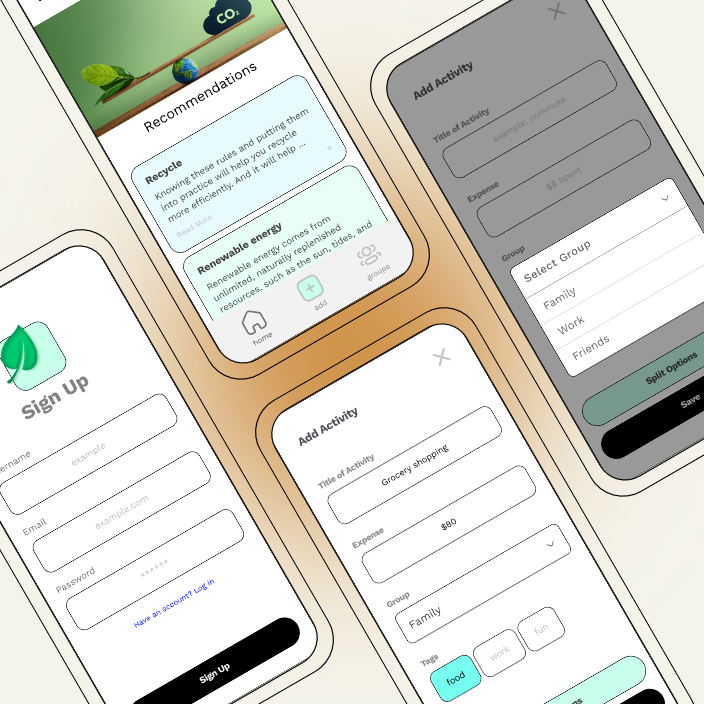 CO₂
Recommendations
Recycle
Knowing these rules and putting them
into practice will help you recycle
more efficiently. And it will help ...
Read More
Renewable energy
Renewable energy comes from
unlimited, naturally replenished
resources, such as the sun, tides, and
home
add
groups
Add Activity
Title of Activity
example: commute
Expense
$$ Spent
Group
Select Group
Family
Work
Friends
Split Options
Save
Sign Up
ername
example
Email
example.com
Password
******
Have an account? Log in
Sign Up
Add Activity
Title of Activity
Grocery shopping
Expense
$80
Group
Family
Tags
food
work
fun